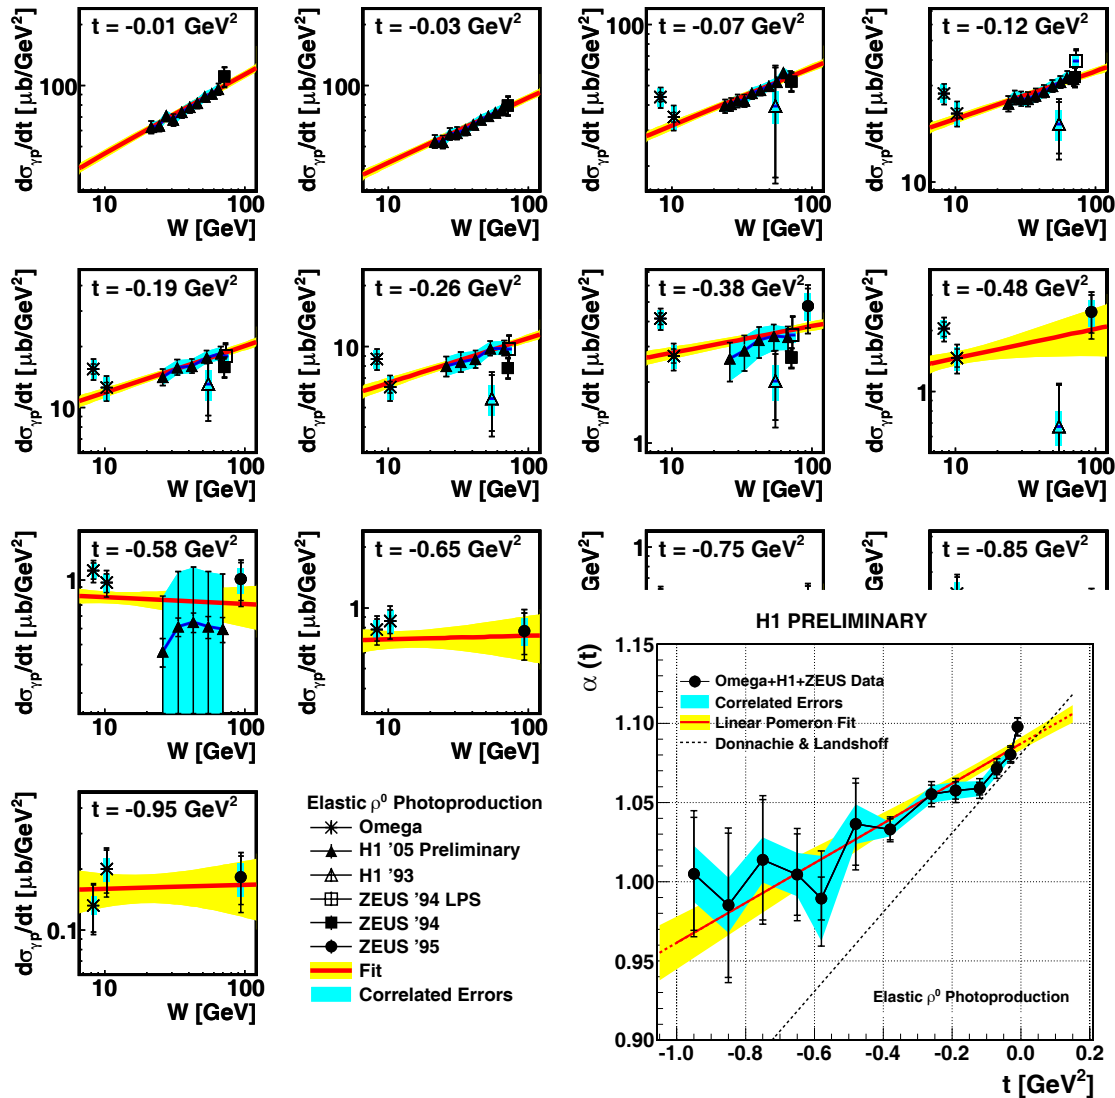 t = -0.01 GeV²
100
dσγp/dt [μb/GeV²]
10 100
W [GeV]
t = -0.03 GeV²
100
dσγp/dt [μb/GeV²]
10 100
W [GeV]
t = -0.07 GeV²
100
dσγp/dt [μb/GeV²]
10 100
W [GeV]
t = -0.12 GeV²
10
dσγp/dt [μb/GeV²]
10 100
W [GeV]
t = -0.19 GeV²
10
dσγp/dt [μb/GeV²]
10 100
W [GeV]
t = -0.26 GeV²
10
dσγp/dt [μb/GeV²]
10 100
W [GeV]
t = -0.38 GeV²
1
dσγp/dt [μb/GeV²]
10 100
W [GeV]
t = -0.48 GeV²
1
dσγp/dt [μb/GeV²]
10 100
W [GeV]
t = -0.58 GeV²
1
dσγp/dt [μb/GeV²]
10 100
W [GeV]
t = -0.65 GeV²
1
dσγp/dt [μb/GeV²]
10 100
W [GeV]
t = -0.75 GeV²
1
GeV²]
t = -0.85 GeV²
GeV²]
t = -0.95 GeV²
0.1
dσγp/dt [μb/GeV²]
10 100
W [GeV]
Elastic ρ⁰ Photoproduction
Omega
H1 '05 Preliminary
H1 '93
ZEUS '94 LPS
ZEUS '94
ZEUS '95
Fit
Correlated Errors
H1 PRELIMINARY
α (t)
1.15
1.10
1.05
1.00
0.95
0.90
Omega+H1+ZEUS Data
Correlated Errors
Linear Pomeron Fit
Donnachie & Landshoff
Elastic ρ⁰ Photoproduction
-1.0 -0.8 -0.6 -0.4 -0.2 0.0 0.2
t [GeV²]